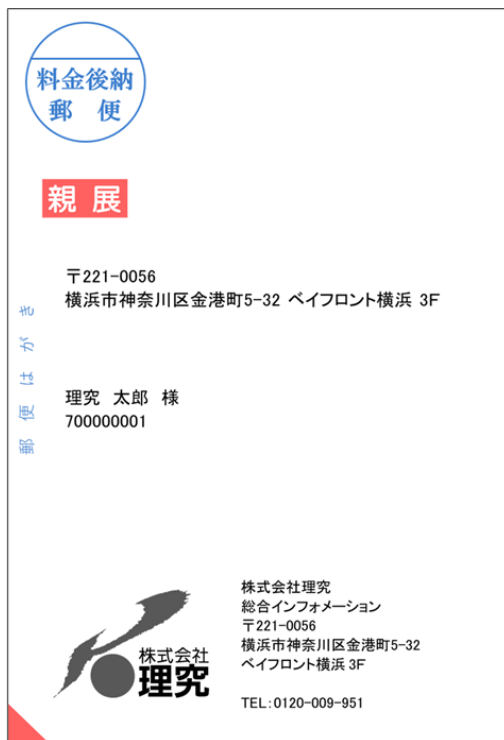 料金後納
郵 便
親 展
〒221-0056
横浜市神奈川区金港町5-32 ベイフロント横浜 3F
郵便はがき
理究 太郎 様
700000001
株式会社
理究
株式会社理究
総合インフォメーション
〒221-0056
横浜市神奈川区金港町5-32
ベイフロント横浜 3F
TEL:0120-009-951